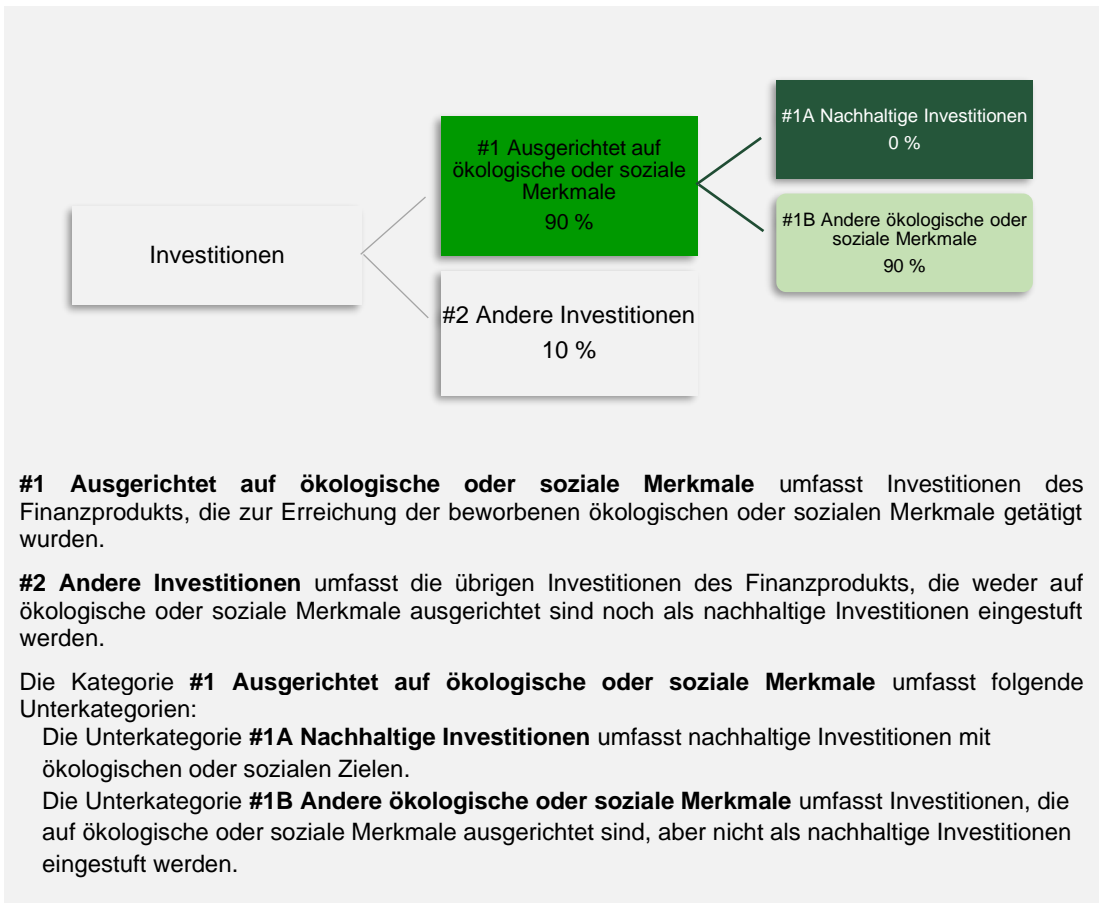 Investitionen
#1 Ausgerichtet auf
ökologische oder soziale
Merkmale
90 %
#2 Andere Investitionen
10 %
#1A Nachhaltige Investitionen
0 %
#1B Andere ökologische oder
soziale Merkmale
90 %
#1 Ausgerichtet auf ökologische oder soziale Merkmale umfasst Investitionen des
Finanzprodukts, die zur Erreichung der beworbenen ökologischen oder sozialen Merkmale getätigt
wurden.
#2 Andere Investitionen umfasst die übrigen Investitionen des Finanzprodukts, die weder auf
ökologische oder soziale Merkmale ausgerichtet sind noch als nachhaltige Investitionen eingestuft
werden.
Die Kategorie #1 Ausgerichtet auf ökologische oder soziale Merkmale umfasst folgende
Unterkategorien:
Die Unterkategorie #1A Nachhaltige Investitionen umfasst nachhaltige Investitionen mit
ökologischen oder sozialen Zielen.
Die Unterkategorie #1B Andere ökologische oder soziale Merkmale umfasst Investitionen, die
auf ökologische oder soziale Merkmale ausgerichtet sind, aber nicht als nachhaltige Investitionen
eingestuft werden.